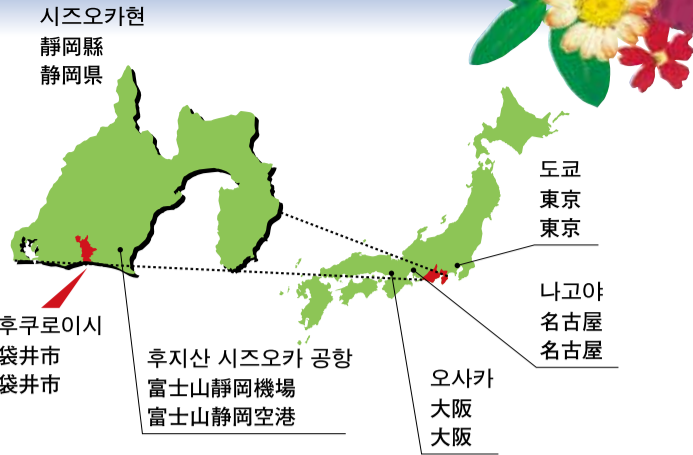 시즈오카현
靜岡縣
静岡県
도쿄
東京
東京
나고야
名古屋
名古屋
후쿠로이시
袋井市
袋井市
후지산 시즈오카 공항
富士山靜岡機場
富士山静岡空港
오사카
大阪
大阪